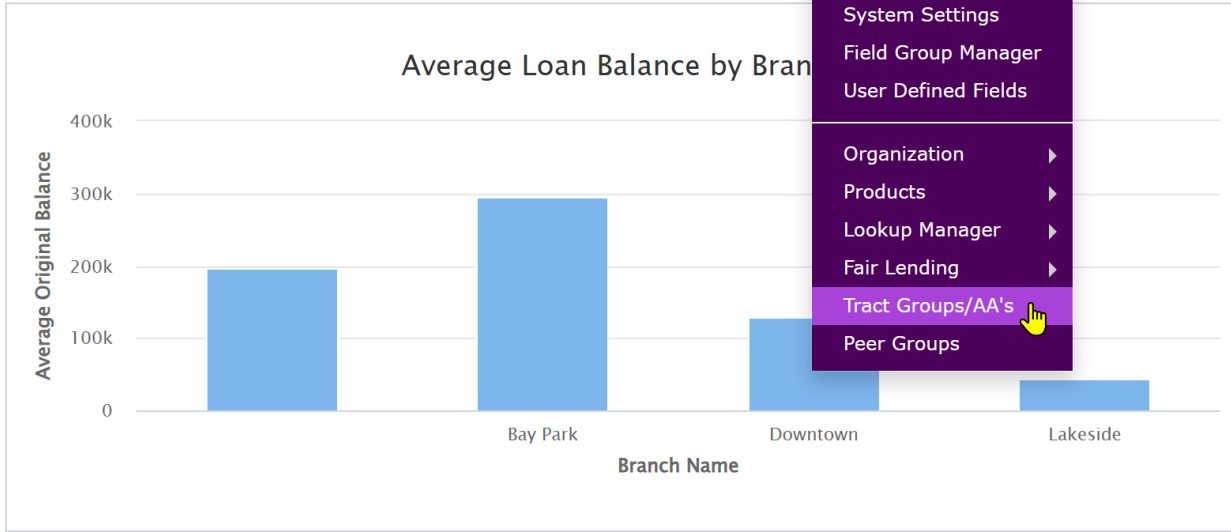 System Settings
Field Group Manager
User Defined Fields
Organization
Products
Lookup Manager
Fair Lending
Tract Groups/AA's
Peer Groups
Average Loan Balance by
Average Original Balance
400k
300k
200k
100k
0
Bay Park Downtown Lakeside
Branch Name